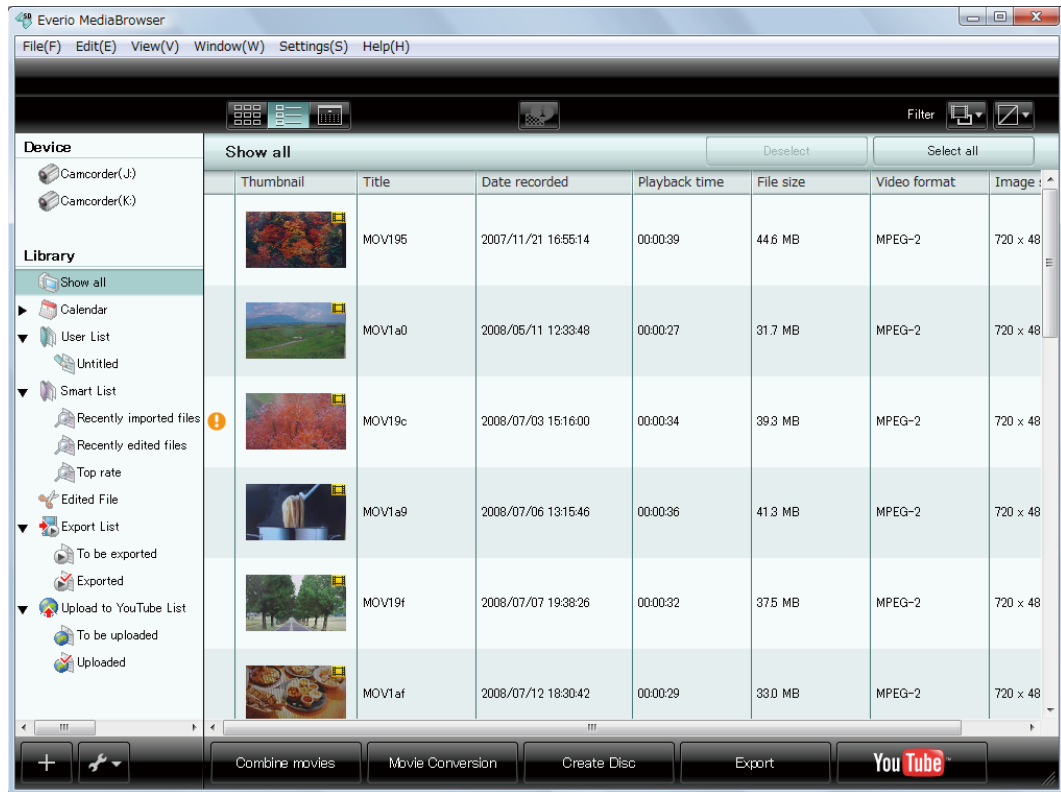 Everio MediaBrowser
File(F) Edit(E) View(V) Window(W) Settings(S) Help(H)
Filter
Device
Camcorder(J:)
Camcorder(K:)
Library
Show all
Calendar
User List
Untitled
Smart List
Recently imported files
Recently edited files
Top rate
Edited File
Export List
To be exported
Exported
Upload to YouTube List
To be uploaded
Uploaded
Show all Deselect Select all
Thumbnail Title Date recorded Playback time File size Video format Image
MOV195 2007/11/21 16:55:14 00:00:39 44.6 MB MPEG-2 720 x 48
MOV1a0 2008/05/11 12:33:48 00:00:27 31.7 MB MPEG-2 720 x 48
MOV19c 2008/07/03 15:16:00 00:00:34 39.3 MB MPEG-2 720 x 48
MOV1a9 2008/07/06 13:15:46 00:00:36 41.3 MB MPEG-2 720 x 48
MOV19f 2008/07/07 19:38:26 00:00:32 37.5 MB MPEG-2 720 x 48
MOV1af 2008/07/12 18:30:42 00:00:29 33.0 MB MPEG-2 720 x 48
Combine movies Movie Conversion Create Disc Export YouTube